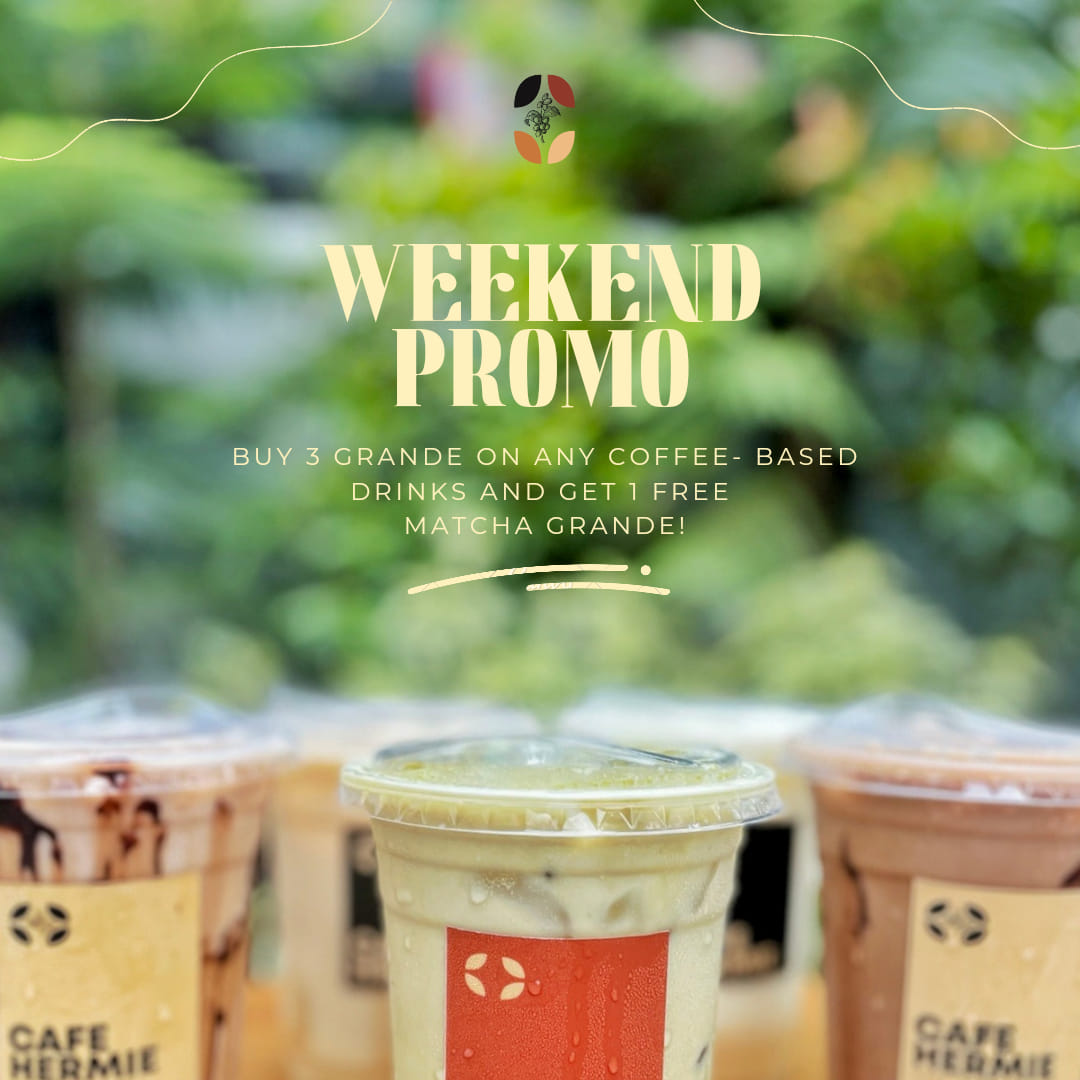 WEEKEND
PROMO
BUY 3 GRANDE ON ANY COFFEE- BASED
DRINKS AND GET 1 FREE
MATCHA GRANDE!
CAFE
HERMIE
CAFE
HERMIE